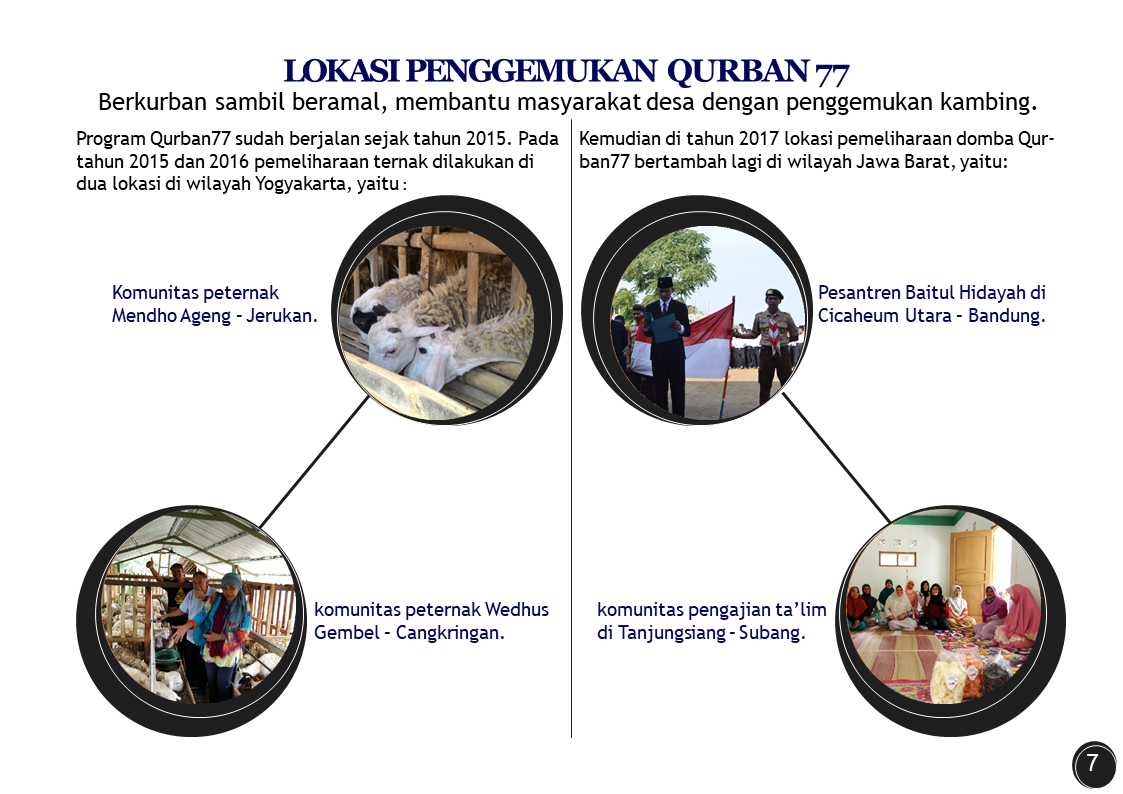 LOKASI PENGGEMUKAN QURBAN 77
Berkurban sambil beramal, membantu masyarakat desa dengan penggemukan kambing.
Program Qurban77 sudah berjalan sejak tahun 2015. Pada
tahun 2015 dan 2016 pemeliharaan ternak dilakukan di
dua lokasi di wilayah Yogyakarta, yaitu :
Komunitas peternak
Mendho Ageng – Jerukan.
komunitas peternak Wedhus
Gembel – Cangkringan.
Kemudian di tahun 2017 lokasi pemeliharaan domba Qur-
ban77 bertambah lagi di wilayah Jawa Barat, yaitu:
Pesantren Baitul Hidayah di
Cicaheum Utara – Bandung.
komunitas pengajian ta’lim
di Tanjungsiang – Subang.
7